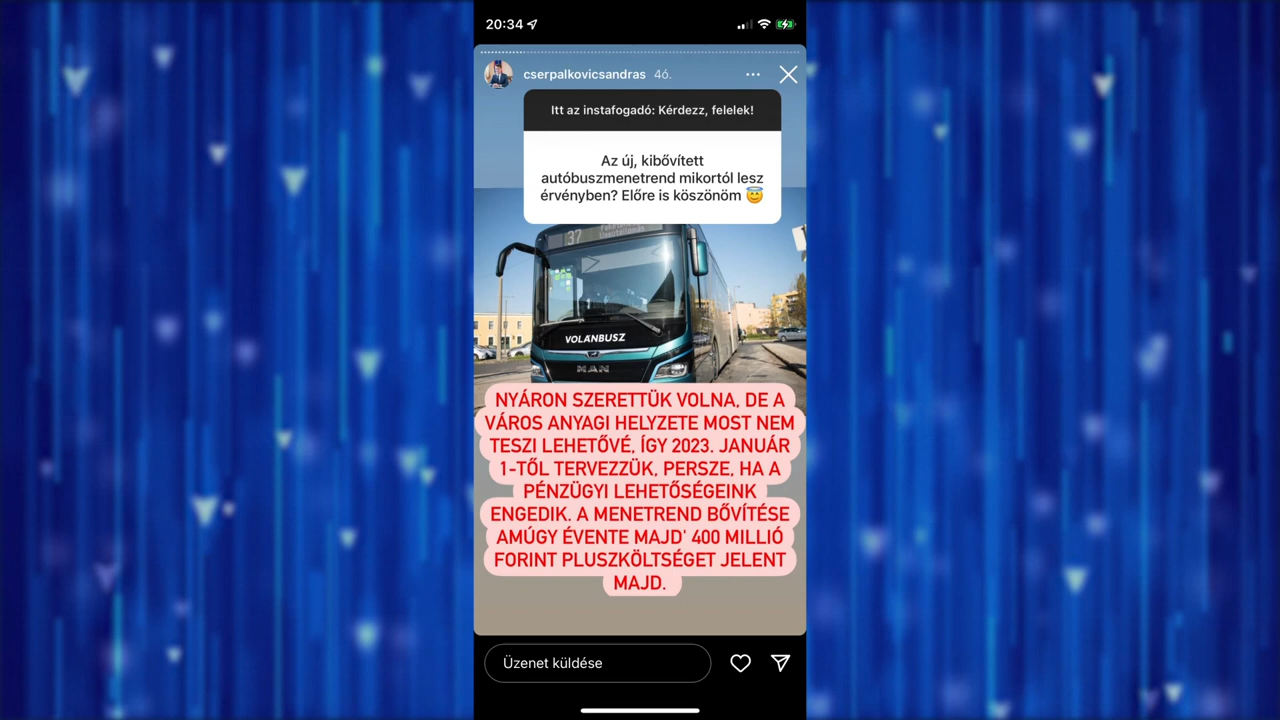 20:34
cserpalkovicsandras 4ó.
Itt az instafogadó: Kérdezz, felelek!
Az új, kibővített
autóbuszmenetrend mikortól lesz
érvényben? Előre is köszönöm 😇
37
VOLÁNBUSZ
MAN
NYÁRON SZERETTÜK VOLNA, DE A
VÁROS ANYAGI HELYZETE MOST NEM
TESZI LEHETŐVÉ, ÍGY 2023. JANUÁR
1-TŐL TERVEZZÜK, PERSZE, HA A
PÉNZÜGYI LEHETŐSÉGEINK
ENGEDIK. A MENETREND BŐVÍTÉSE
AMÚGY ÉVENTE MAJD' 400 MILLIÓ
FORINT PLUSZKÖLTSÉGET JELENT
MAJD.
Üzenet küldése